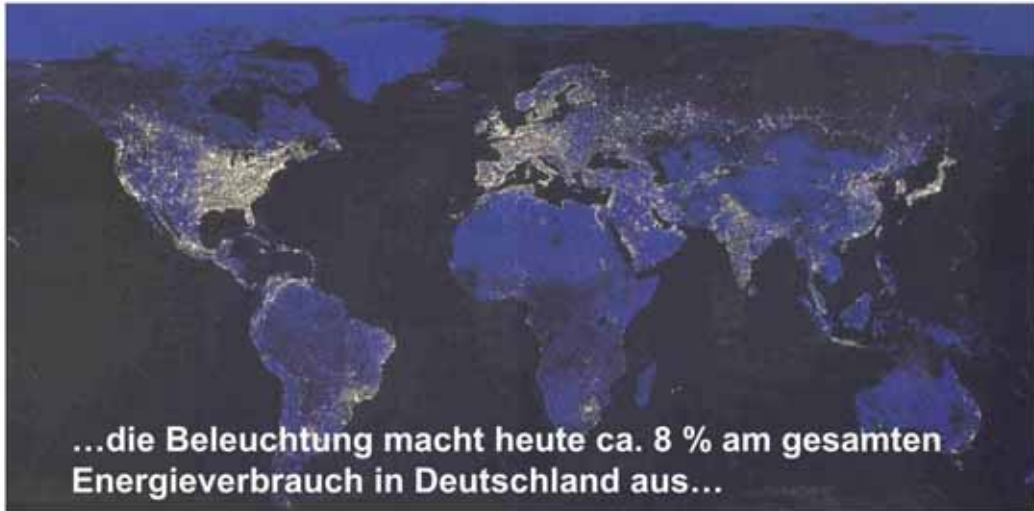 ...die Beleuchtung macht heute ca. 8 % am gesamten
Energieverbrauch in Deutschland aus...